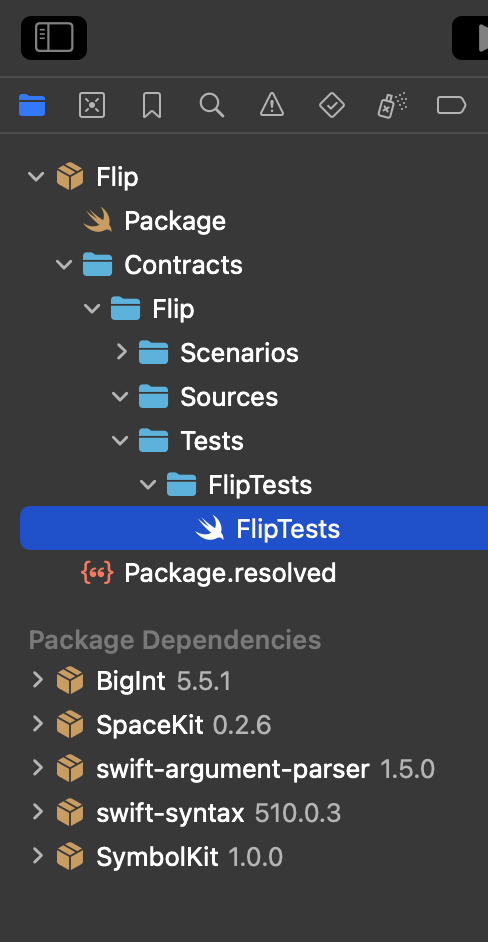 Flip
Package
Contracts
Flip
Scenarios
Sources
Tests
FlipTests
FlipTests
Package.resolved
Package Dependencies
BigInt 5.5.1
SpaceKit 0.2.6
swift-argument-parser 1.5.0
swift-syntax 510.0.3
SymbolKit 1.0.0